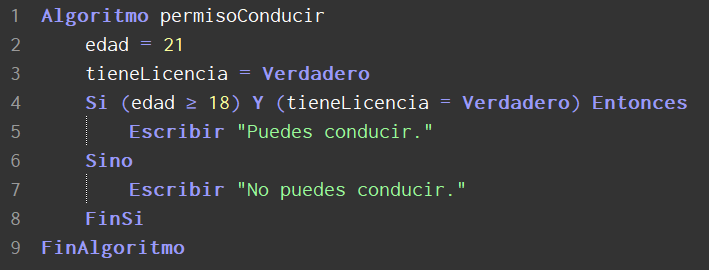 1 Algoritmo permisoConducir
2 edad = 21
3 tieneLicencia = Verdadero
4 Si (edad ≥ 18) Y (tieneLicencia = Verdadero) Entonces
5 Escribir "Puedes conducir."
6 Sino
7 Escribir "No puedes conducir."
8 FinSi
9 FinAlgoritmo